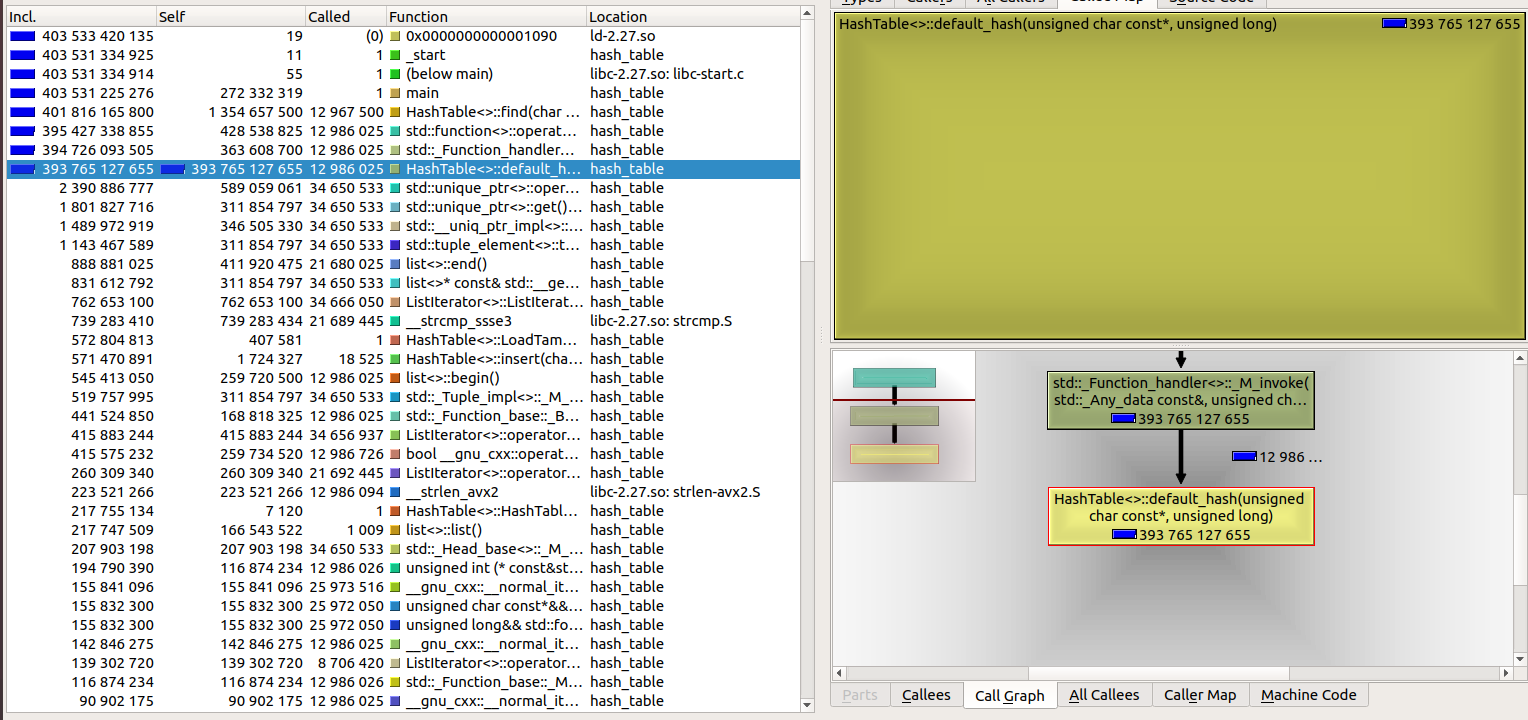 Incl. Self Called Function Location
403 533 420 135 19 (0) 0x0000000000001090 ld-2.27.so
403 531 334 925 11 1 _start hash_table
403 531 334 914 55 1 (below main) libc-2.27.so: libc-start.c
403 531 225 276 272 332 319 1 main hash_table
401 816 165 800 1 354 657 500 12 967 500 HashTable<>::find(char ... hash_table
395 427 338 855 428 538 825 12 986 025 std::function<>::operat... hash_table
394 726 093 505 363 608 700 12 986 025 std::_Function_handler... hash_table
393 765 127 655 393 765 127 655 12 986 025 HashTable<>::default_h... hash_table
2 390 886 777 589 059 061 34 650 533 std::unique_ptr<>::oper... hash_table
1 801 827 716 311 854 797 34 650 533 std::unique_ptr<>::get()... hash_table
1 489 972 919 346 505 330 34 650 533 std::__uniq_ptr_impl<>::... hash_table
1 143 467 589 311 854 797 34 650 533 std::tuple_element<>::t... hash_table
888 881 025 411 920 475 21 680 025 list<>::end() hash_table
831 612 792 311 854 797 34 650 533 list<>* const& std::__ge... hash_table
762 653 100 762 653 100 34 666 050 ListIterator<>::ListIterat... hash_table
739 283 410 739 283 434 21 689 445 __strcmp_ssse3 libc-2.27.so: strcmp.S
572 804 813 407 581 1 HashTable<>::LoadTam... hash_table
571 470 891 1 724 327 18 525 HashTable<>::insert(cha... hash_table
545 413 050 259 720 500 12 986 025 list<>::begin() hash_table
519 757 995 311 854 797 34 650 533 std::_Tuple_impl<>::_M_... hash_table
441 524 850 168 818 325 12 986 025 std::_Function_base::_B... hash_table
415 883 244 415 883 244 34 656 937 ListIterator<>::operator... hash_table
415 575 232 259 734 520 12 986 726 bool __gnu_cxx::operat... hash_table
260 309 340 260 309 340 21 692 445 ListIterator<>::operator... hash_table
223 521 266 223 521 266 12 986 094 __strlen_avx2 libc-2.27.so: strlen-avx2.S
217 755 134 7 120 1 HashTable<>::HashTabl... hash_table
217 747 509 166 543 522 1 009 list<>::list() hash_table
207 903 198 207 903 198 34 650 533 std::_Head_base<>::_M_... hash_table
194 790 390 116 874 234 12 986 026 unsigned int (* const&st... hash_table
155 841 096 155 841 096 25 973 516 __gnu_cxx::__normal_it... hash_table
155 832 300 155 832 300 25 972 050 unsigned char const*&&... hash_table
155 832 300 155 832 300 25 972 050 unsigned long&& std::fo... hash_table
142 846 275 142 846 275 12 986 025 __gnu_cxx::__normal_it... hash_table
139 302 720 139 302 720 8 706 420 ListIterator<>::operator... hash_table
116 874 234 116 874 234 12 986 026 std::_Function_base::_M... hash_table
90 902 175 90 902 175 12 986 025 __gnu_cxx::__normal_it... hash_table
Types Callers All Callers Callee Map Source Code
HashTable<>::default_hash(unsigned char const*, unsigned long) 393 765 127 655
std::_Function_handler<>::_M_invoke(
std::_Any_data const&, unsigned ch...
393 765 127 655
12 986 ...
HashTable<>::default_hash(unsigned
char const*, unsigned long)
393 765 127 655
Parts Callees Call Graph All Callees Caller Map Machine Code